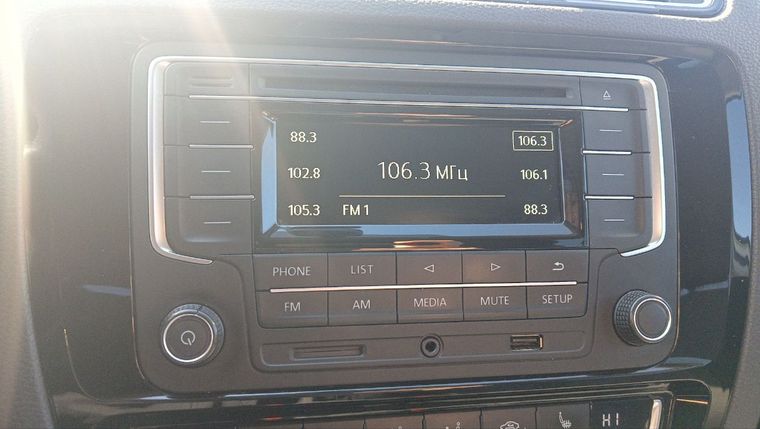 88.3 106.3
102.8 106.3 МГц 106.1
105.3 FM 1 88.3
PHONE LIST
FM AM MEDIA MUTE SETUP
HI